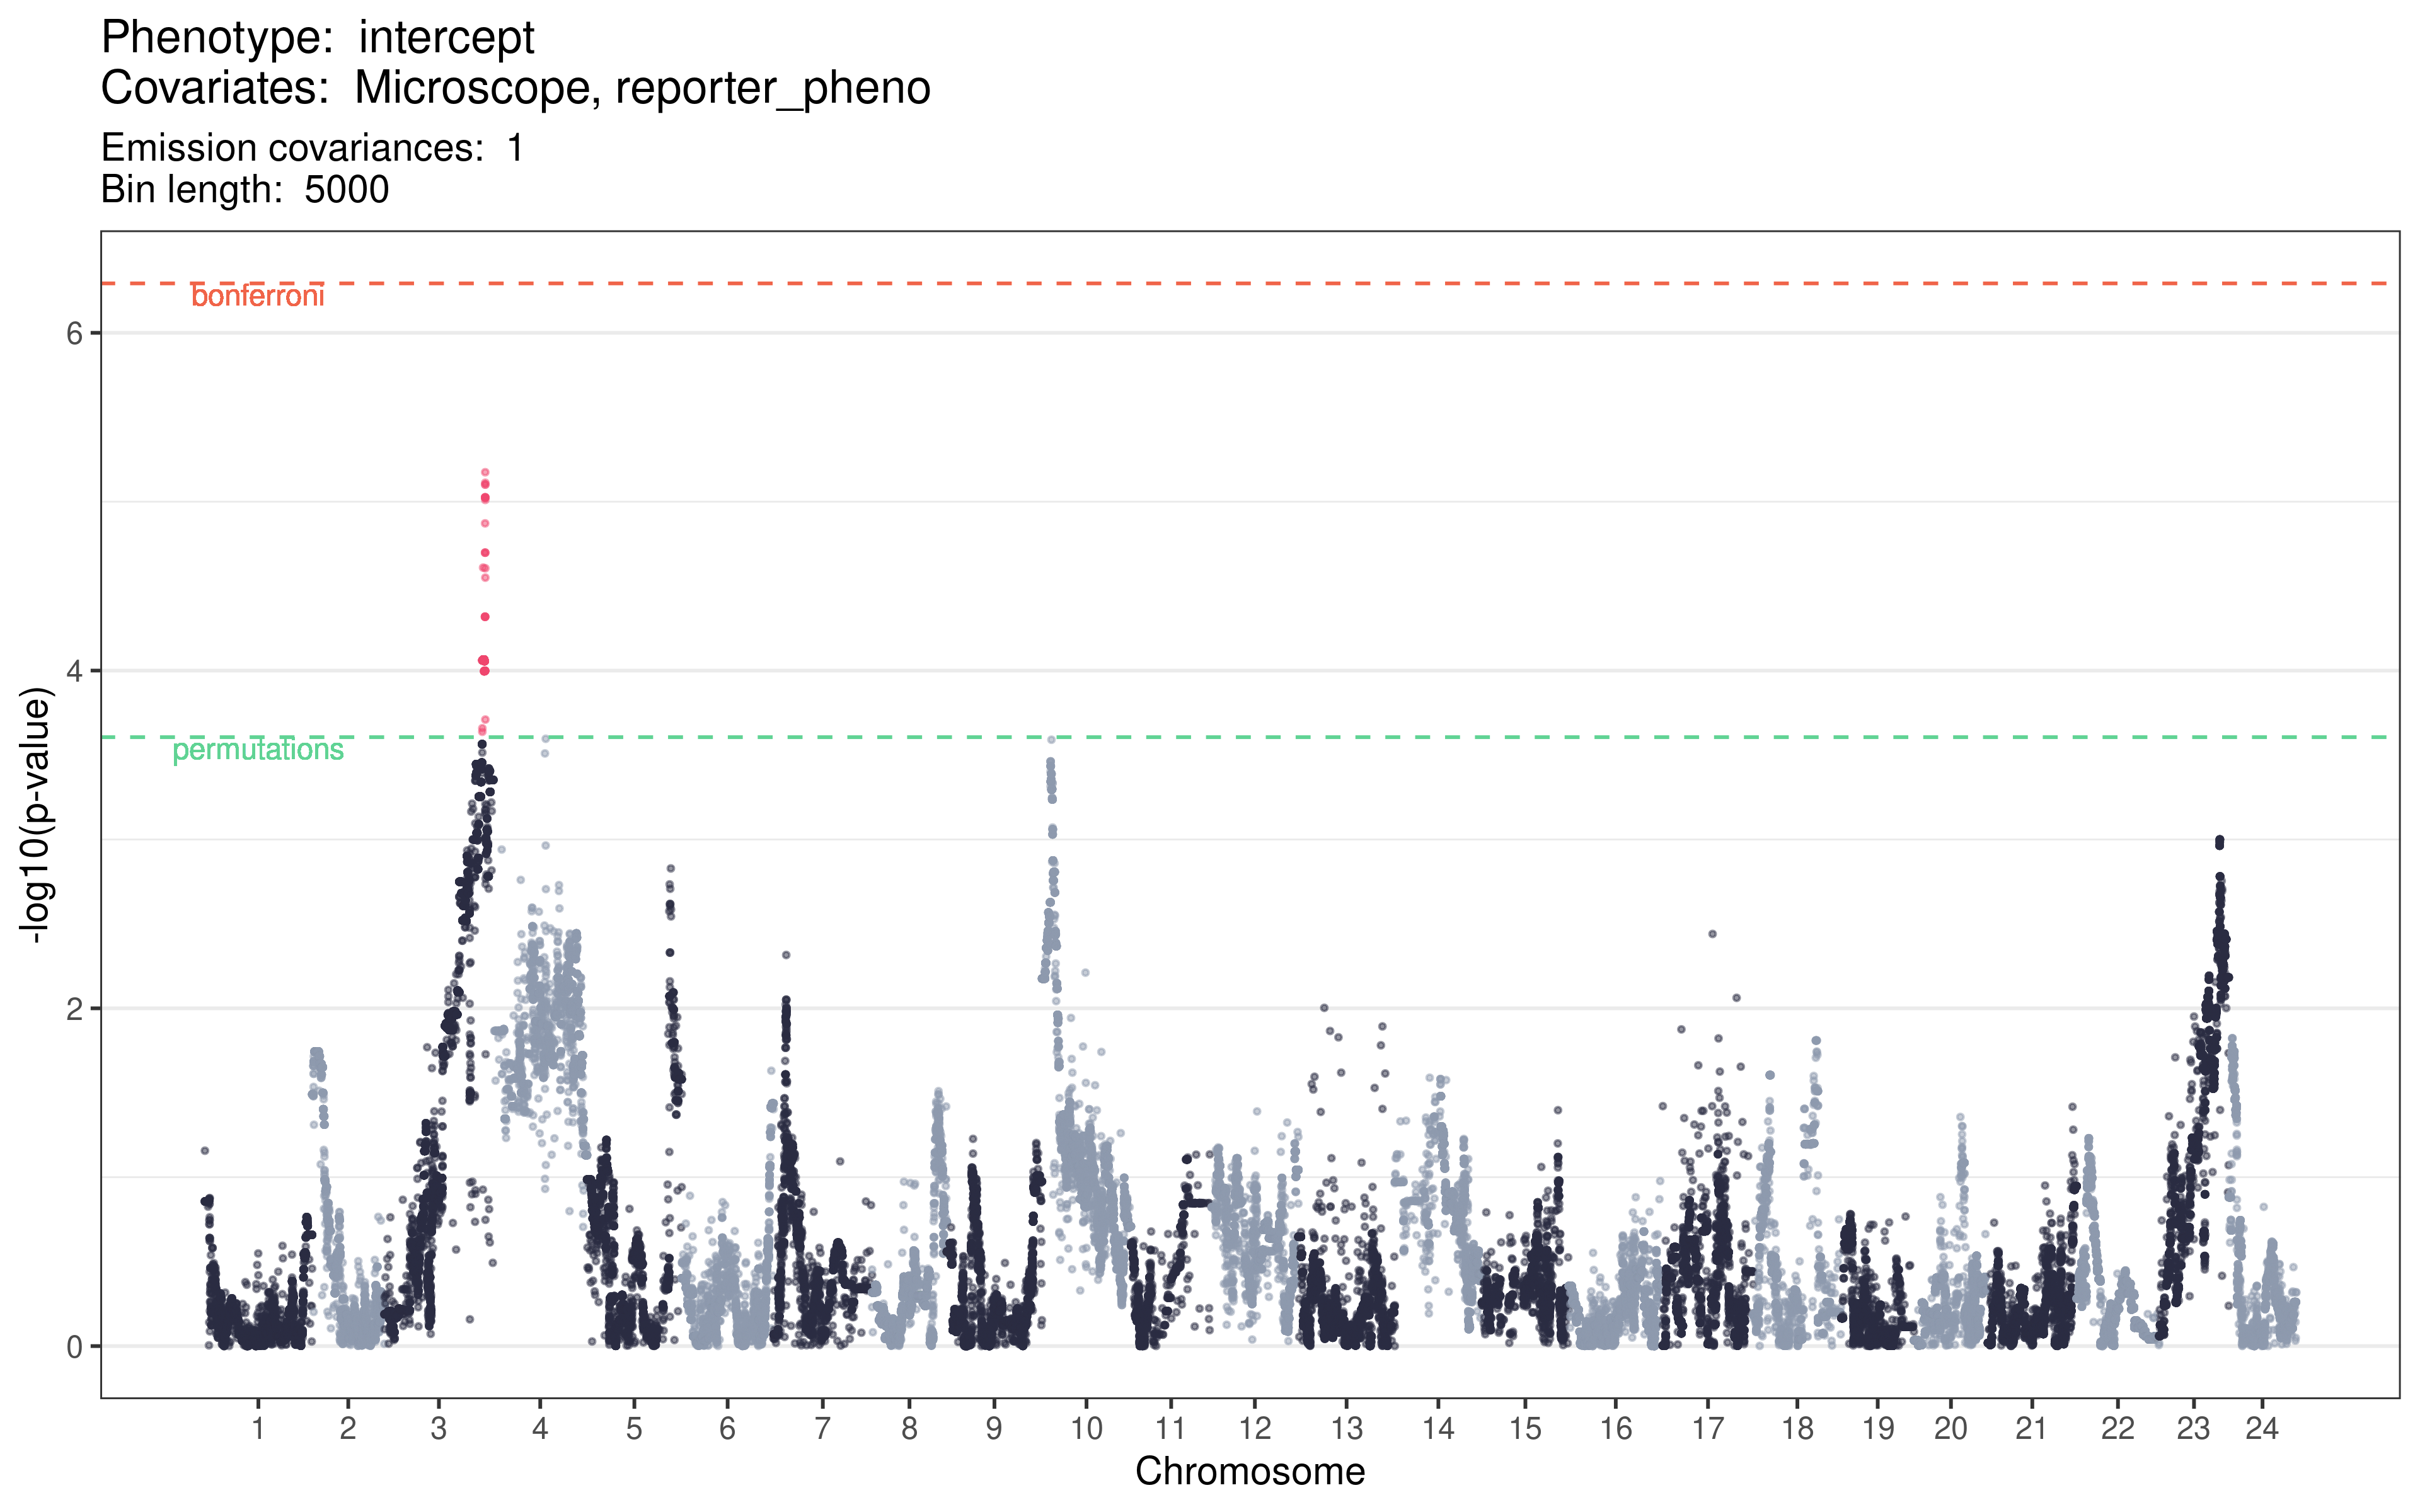 Phenotype: intercept
Covariates: Microscope, reporter_pheno
Emission covariances: 1
Bin length: 5000
bonferroni
6
4
permutations
2
0
-log10(p-value)
1 2 3 4 5 6 7 8 9 10 11 12 13 14 15 16 17 18 19 20 21 22 23 24
Chromosome